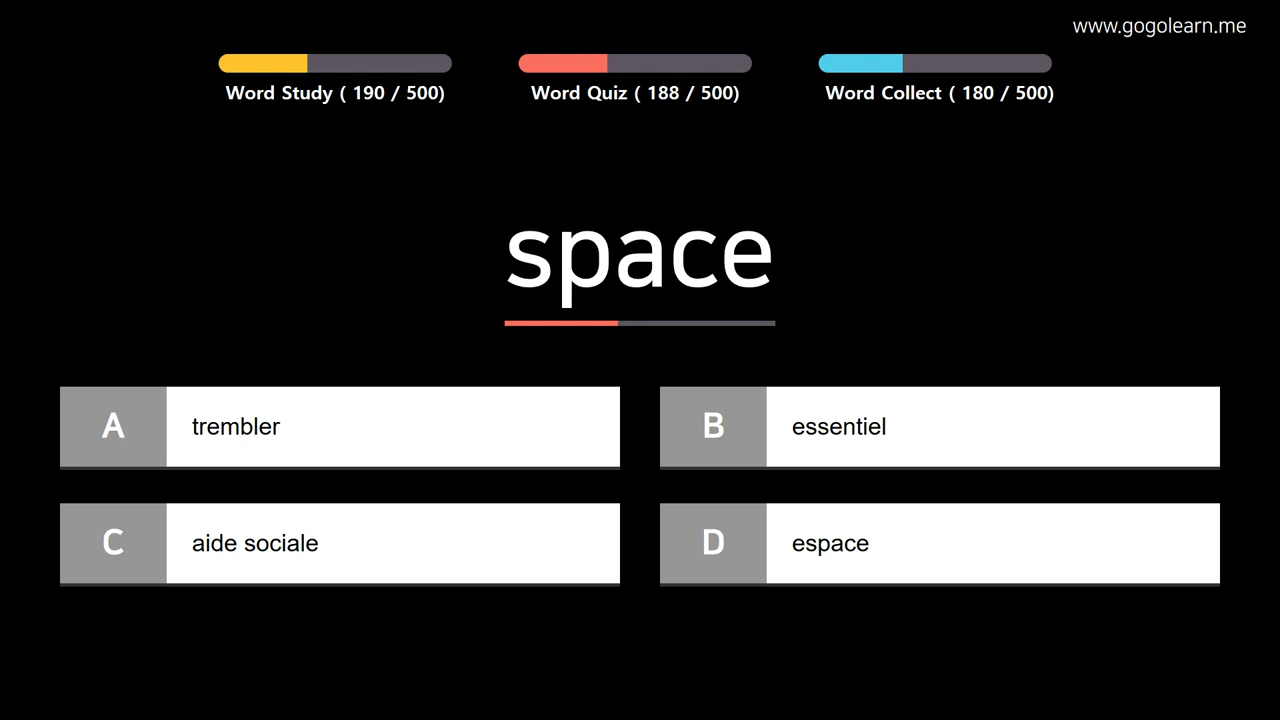 www.gogolearn.me
Word Study ( 190 / 500)
Word Quiz ( 188 / 500)
Word Collect ( 180 / 500)
space
A trembler
B essentiel
C aide sociale
D espace